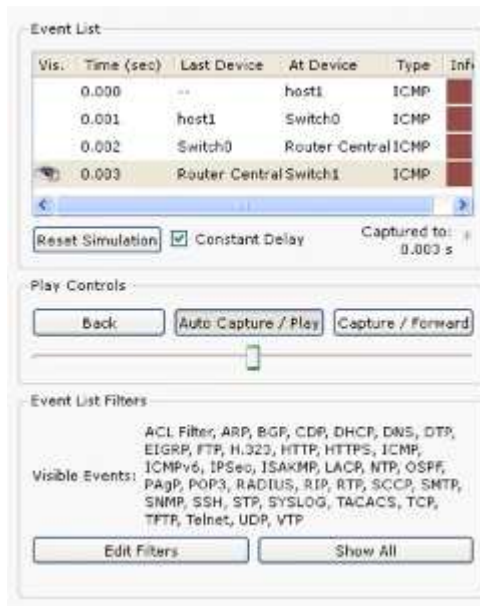 Event List
Vis. Time (sec) Last Device At Device Type Info
0.000 -- host1 ICMP
0.001 host1 Switch0 ICMP
0.002 Switch0 Router Central ICMP
0.003 Router Central Switch1 ICMP
Reset Simulation Constant Delay Captured to:
0.003 s
Play Controls
Back Auto Capture / Play Capture / Forward
Event List Filters
Visible Events: ACL Filter, ARP, BGP, CDP, DHCP, DNS, DTP,
EIGRP, FTP, H.323, HTTP, HTTPS, ICMP,
ICMPv6, IPSec, ISAKMP, LACP, NTP, OSPF,
PAgP, POP3, RADIUS, RIP, RTP, SCCP, SMTP,
SNMP, SSH, STP, SYSLOG, TACACS, TCP,
TFTP, Telnet, UDP, VTP
Edit Filters Show All